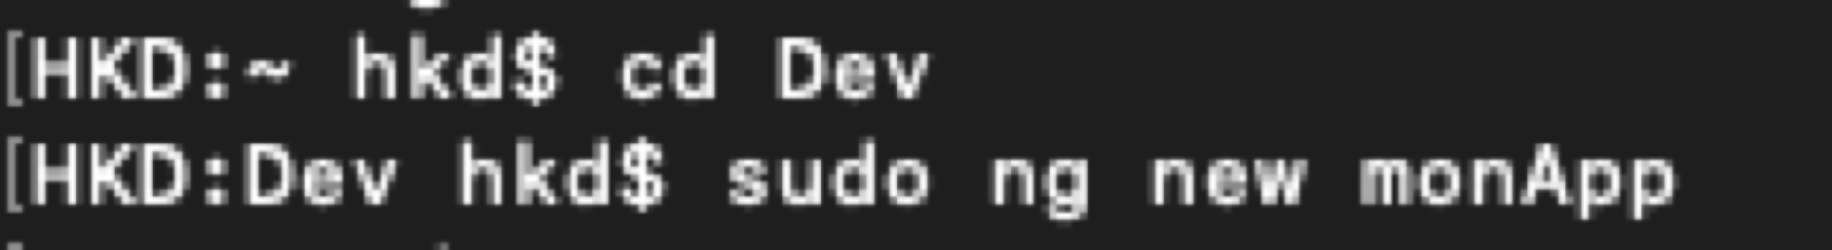 [HKD:~ hkd$ cd Dev
[HKD:Dev hkd$ sudo ng new monApp